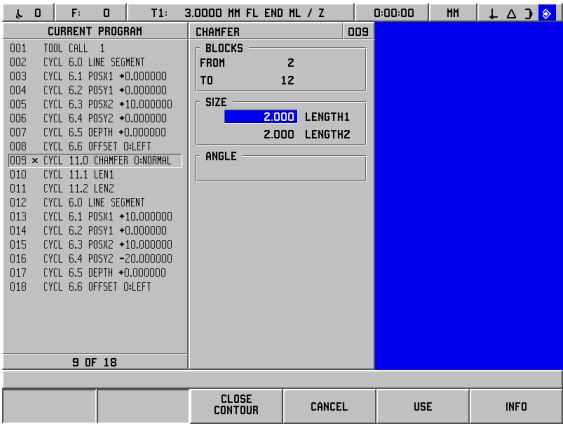 0 F: 0 T1: 3.0000 MM FL END ML / Z 0:00:00 MM
CURRENT PROGRAM
001 TOOL CALL 1
002 CYCL 6.0 LINE SEGMENT
003 CYCL 6.1 POSX1 +0.000000
004 CYCL 6.2 POSY1 +0.000000
005 CYCL 6.3 POSX2 +10.000000
006 CYCL 6.4 POSY2 +0.000000
007 CYCL 6.5 DEPTH +0.000000
008 CYCL 6.6 OFFSET 0:LEFT
009 × CYCL 11.0 CHAMFER 0:NORMAL
010 CYCL 11.1 LEN1
011 CYCL 11.2 LEN2
012 CYCL 6.0 LINE SEGMENT
013 CYCL 6.1 POSX1 +10.000000
014 CYCL 6.2 POSY1 +0.000000
015 CYCL 6.3 POSX2 +10.000000
016 CYCL 6.4 POSY2 -20.000000
017 CYCL 6.5 DEPTH +0.000000
018 CYCL 6.6 OFFSET 0:LEFT
9 OF 18
CHAMFER 009
BLOCKS
FROM 2
TO 12
SIZE
2.000 LENGTH1
2.000 LENGTH2
ANGLE
CLOSE
CONTOUR
CANCEL
USE
INFO